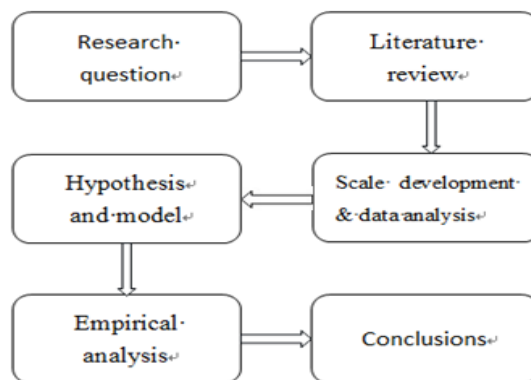 Research
question
Literature
review
Scale development
& data analysis
Hypothesis
and model
Empirical
analysis
Conclusions